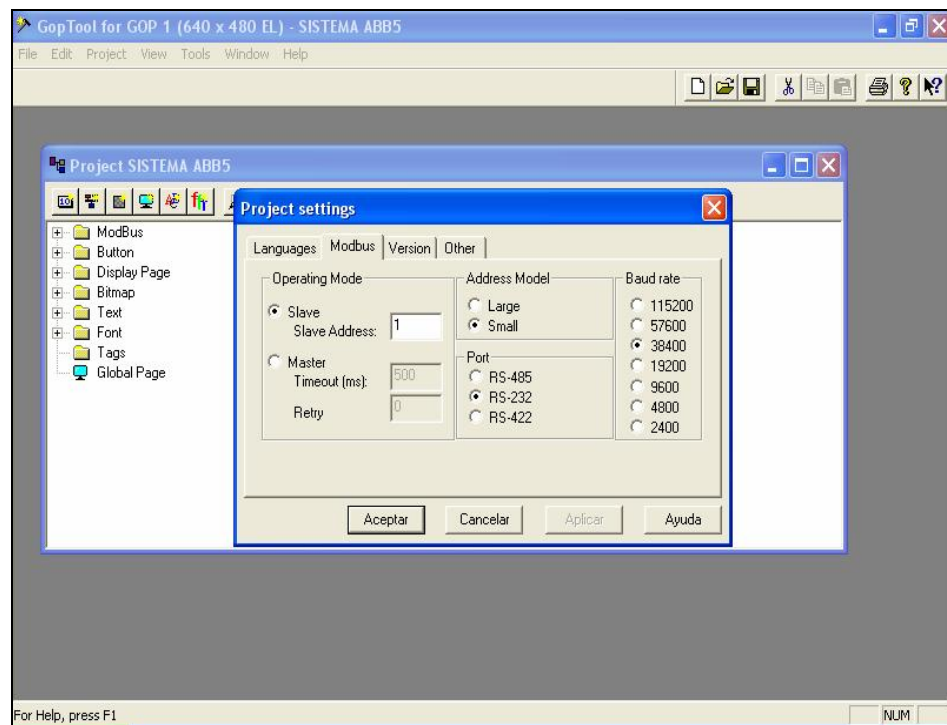 GopTool for GOP 1 (640 x 480 EL) - SISTEMA ABB5
File Edit Project View Tools Window Help
Project SISTEMA ABB5
Project settings
Languages Modbus Version Other
Operating Mode
Slave
Slave Address: 1
Master
Timeout (ms): 500
Retry 0
Address Model
Large
Small
Port
RS-485
RS-232
RS-422
Baud rate
115200
57600
38400
19200
9600
4800
2400
Aceptar Cancelar Aplicar Ayuda
ModBus
Button
Display Page
Bitmap
Text
Font
Tags
Global Page
For Help, press F1 NUM